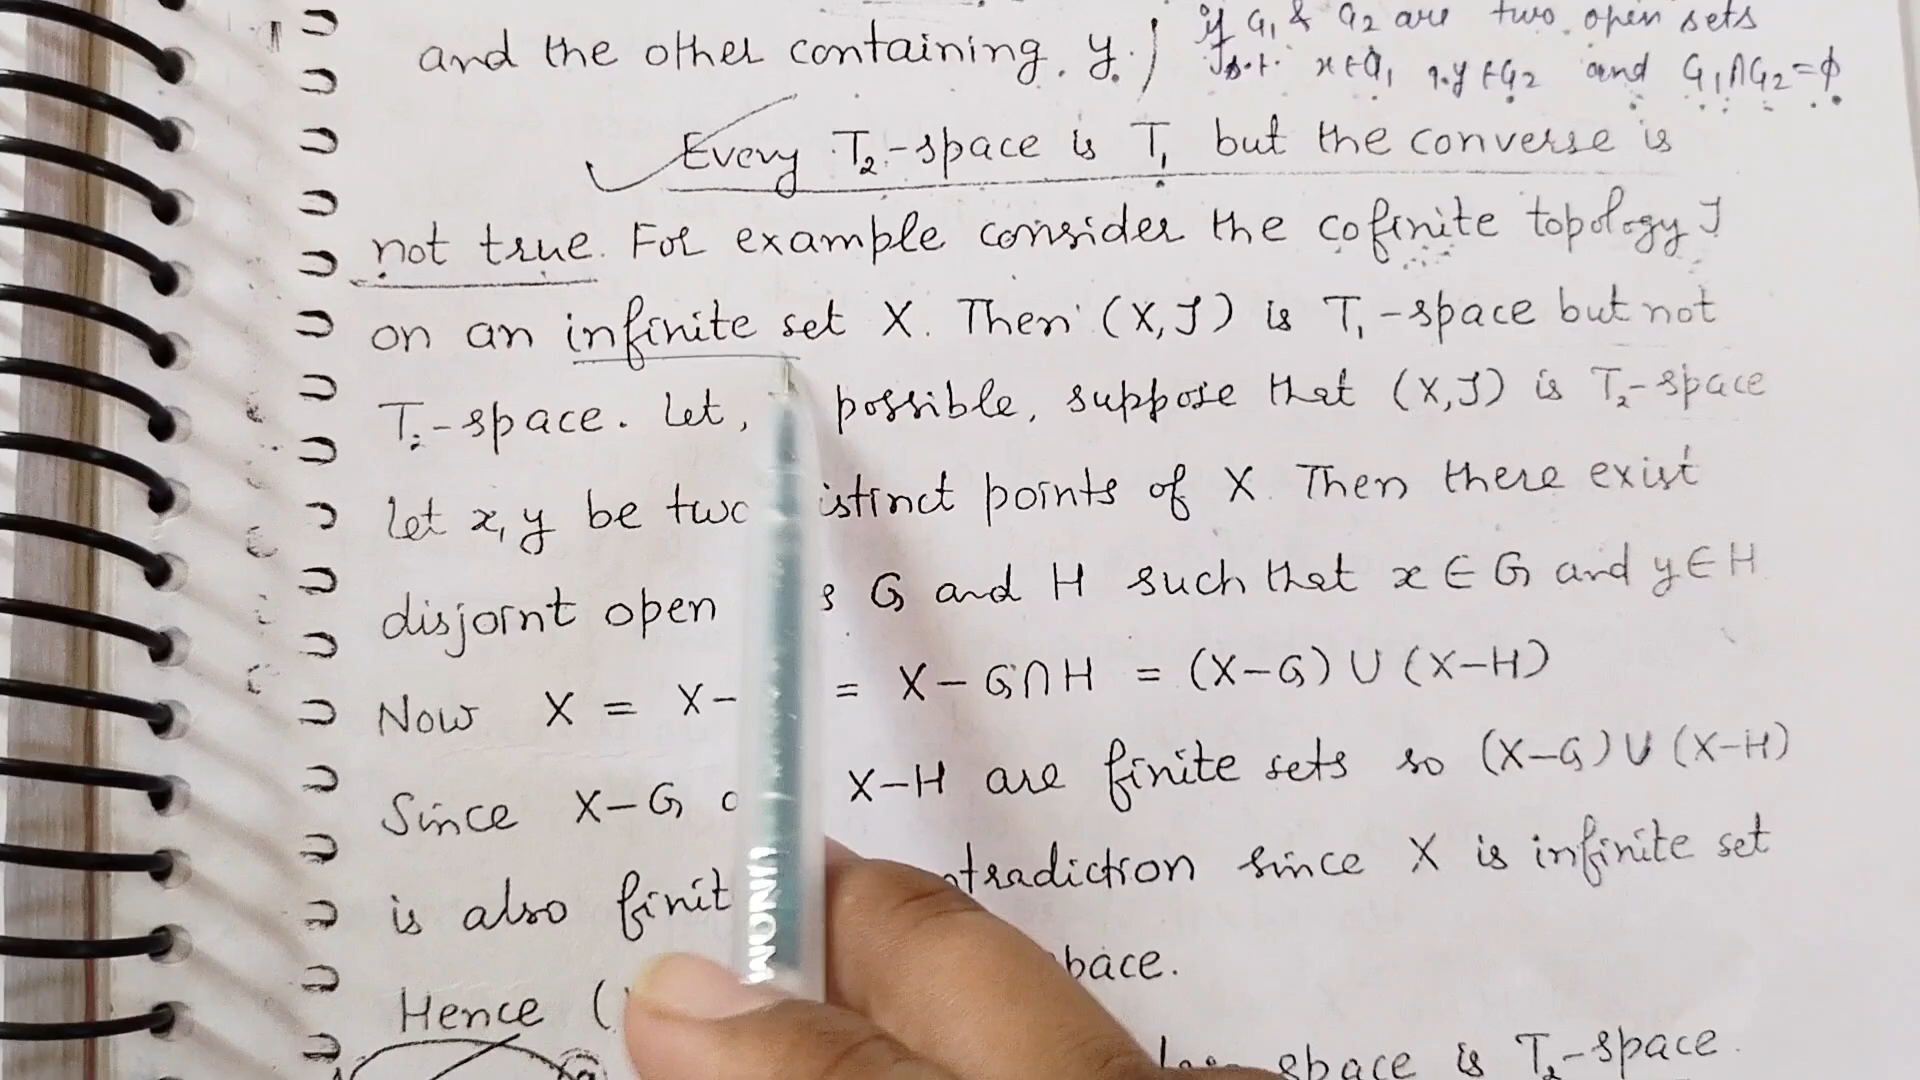 and the other containing y.) if G₁ & G₂ are two open sets
s.t. x∈G₁, y∈G₂ and G₁∩G₂=ϕ
Every T₂-space is T₁ but the converse is
not true. For example consider the cofinite topology J
on an infinite set X. Then (X,J) is T₁-space but not
T₂-space. Let, possible, suppose that (X,J) is T₂-space
let x,y be two istinct points of X. Then there exist
disjoint open s G and H such that x∈G and y∈H
Now X = X- = X-G∩H = (X-G)∪(X-H)
Since X-G X-H are finite sets so (X-G)∪(X-H)
is also finit ntradiction since X is infinite set
Hence ( pace.
space is T₂-space.
UNOMAX